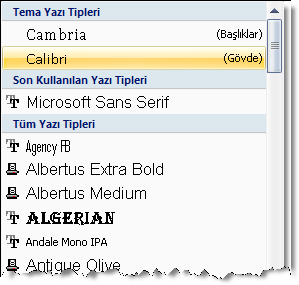 Tema Yazı Tipleri
Cambria (Başlıklar)
Calibri (Gövde)
Son Kullanılan Yazı Tipleri
Microsoft Sans Serif
Tüm Yazı Tipleri
Agency FB
Albertus Extra Bold
Albertus Medium
ALGERIAN
Andale Mono IPA
Antique Olive